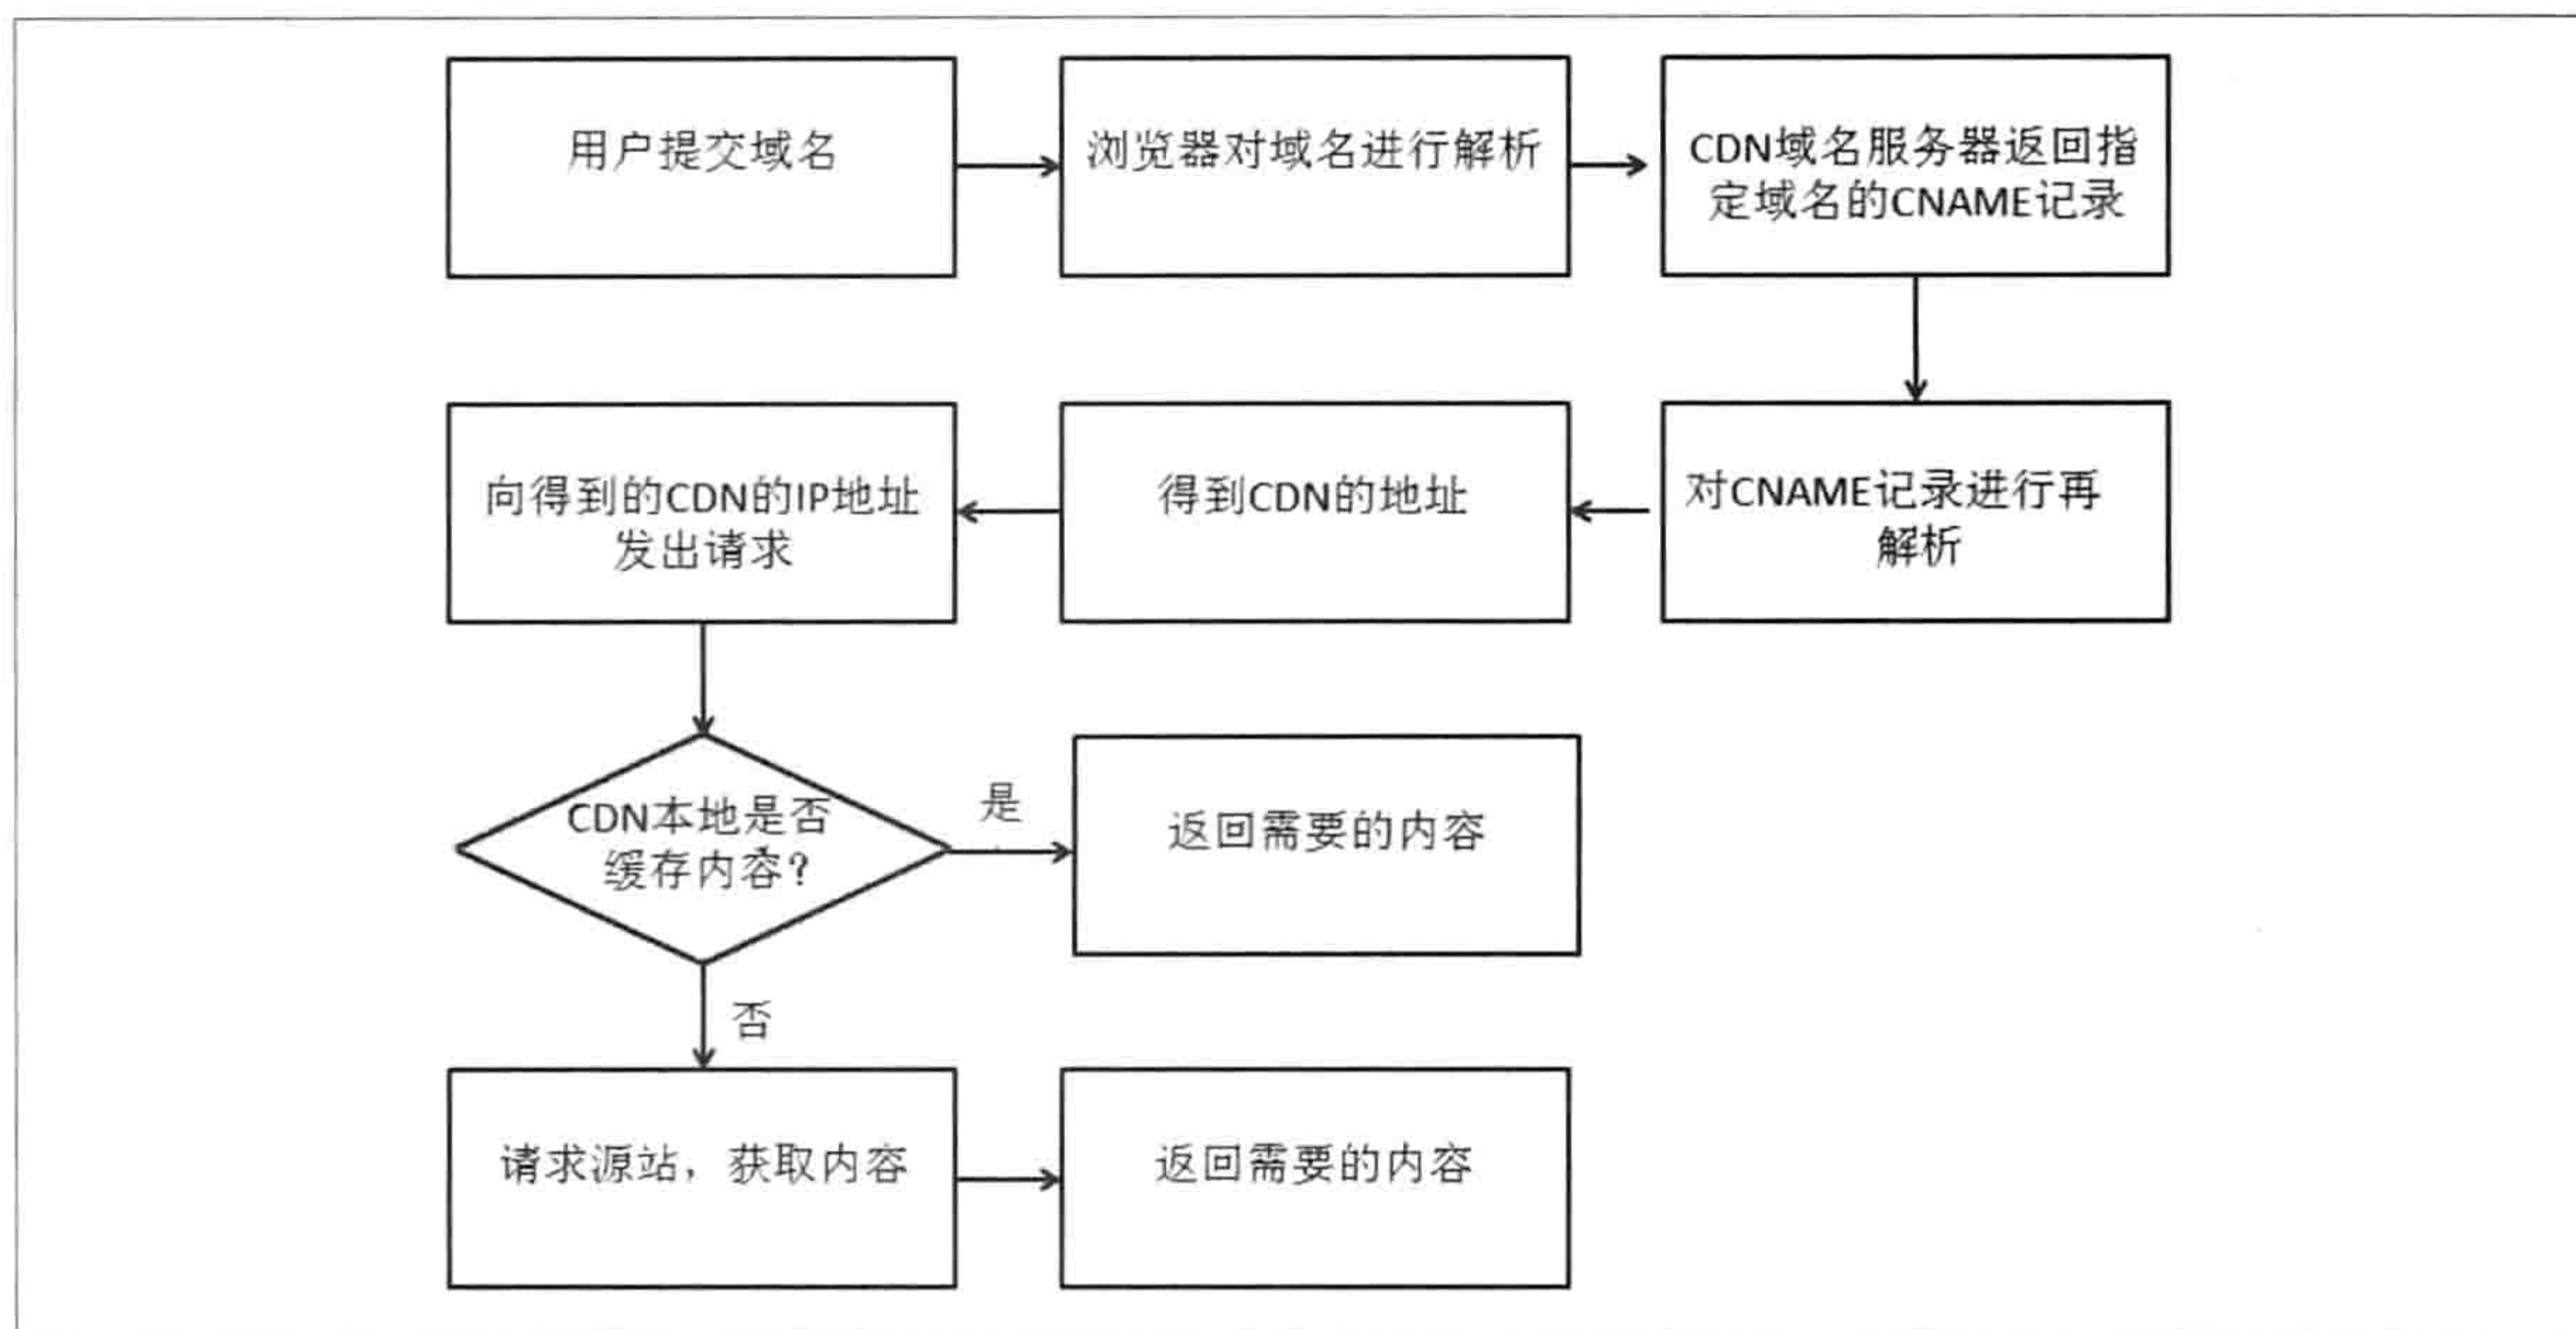 用户提交域名
浏览器对域名进行解析
CDN域名服务器返回指
定域名的CNAME记录
向得到的CDN的IP地址
发出请求
得到CDN的地址
对CNAME记录进行再
解析
CDN本地是否
缓存内容?
是
返回需要的内容
否
请求源站，获取内容
返回需要的内容